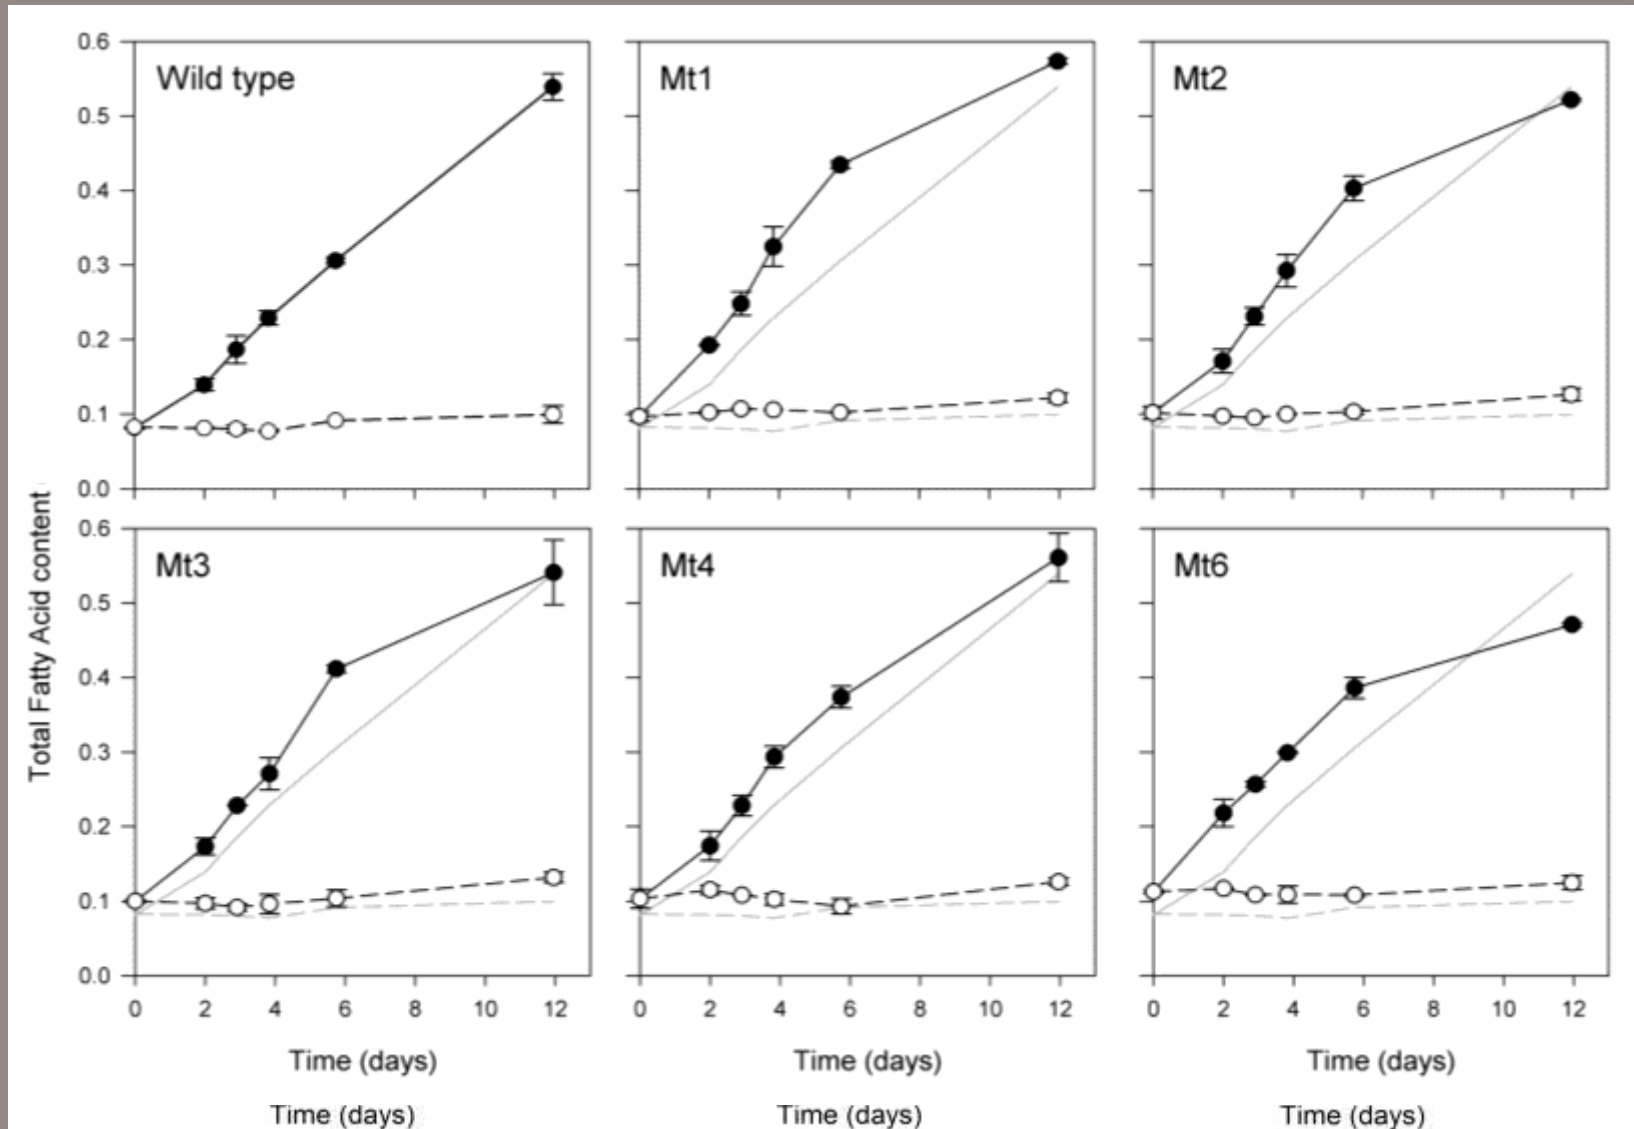 0.6
0.5
0.4
0.3
0.2
0.1
0.0
Wild type
Mt1
Mt2
Total Fatty Acid content
0.6
0.5
0.4
0.3
0.2
0.1
0.0
Mt3
Mt4
Mt6
0 2 4 6 8 10 12
0 2 4 6 8 10 12
0 2 4 6 8 10 12
Time (days)
Time (days)
Time (days)
Time (days)
Time (days)
Time (days)